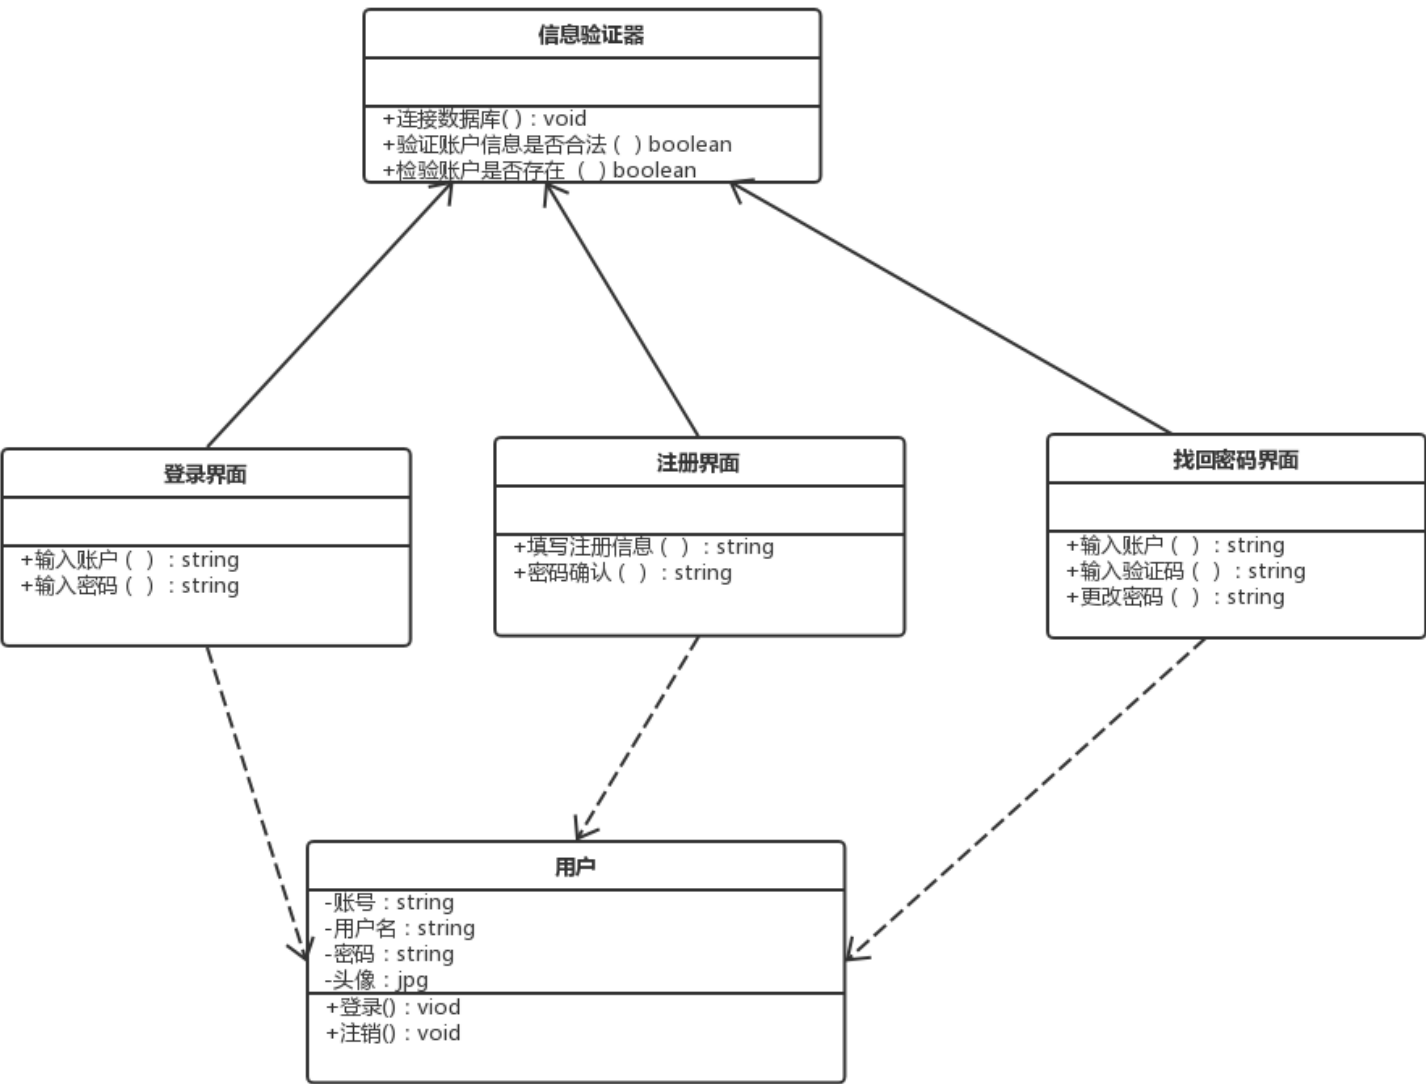 信息验证器
+连接数据库( ) : void
+验证账户信息是否合法 ( ) boolean
+检验账户是否存在 ( ) boolean
登录界面
+输入账户 ( ) : string
+输入密码 ( ) : string
注册界面
+填写注册信息 ( ) : string
+密码确认 ( ) : string
找回密码界面
+输入账户 ( ) : string
+输入验证码 ( ) : string
+更改密码 ( ) : string
用户
-账号 : string
-用户名 : string
-密码 : string
-头像 : jpg
+登录() : viod
+注销() : void